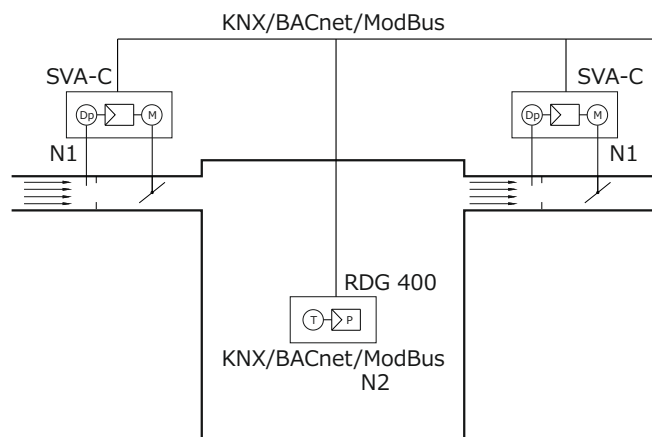 KNX/BACnet/ModBus
SVA-C
SVA-C
Dp
M
Dp
M
N1
N1
RDG 400
T
P
KNX/BACnet/ModBus
N2